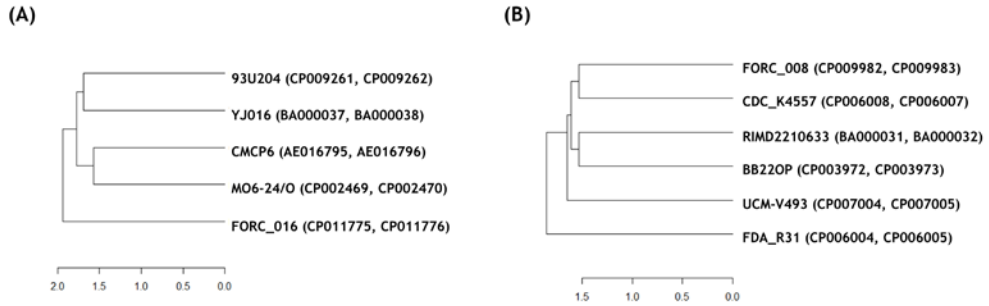 (A)
93U204 (CP009261, CP009262)
YJ016 (BA000037, BA000038)
CMCP6 (AE016795, AE016796)
MO6-24/O (CP002469, CP002470)
FORC_016 (CP011775, CP011776)
2.0 1.5 1.0 0.5 0.0
(B)
FORC_008 (CP009982, CP009983)
CDC_K4557 (CP006008, CP006007)
RIMD2210633 (BA000031, BA000032)
BB22OP (CP003972, CP003973)
UCM-V493 (CP007004, CP007005)
FDA_R31 (CP006004, CP006005)
1.5 1.0 0.5 0.0